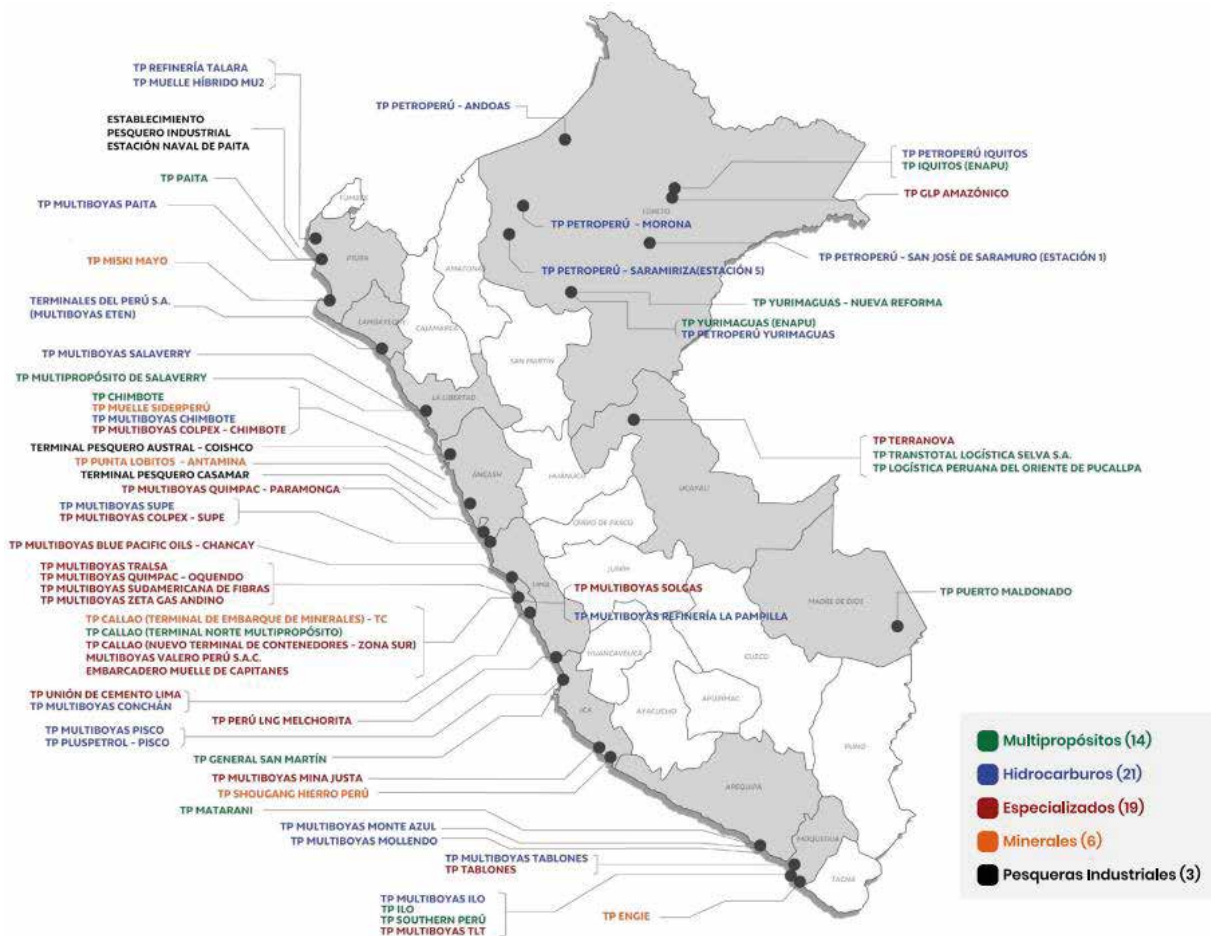 TP REFINERÍA TALARA
TP MUELLE HÍBRIDO MU2
ESTABLECIMIENTO
PESQUERO INDUSTRIAL
ESTACIÓN NAVAL DE PAITA
TP PAITA
TP MULTIBOYAS PAITA
TP MISKI MAYO
TERMINALES DEL PERÚ S.A.
(MULTIBOYAS ETEN)
TP MULTIBOYAS SALAVERRY
TP MULTIPROPÓSITO DE SALAVERRY
TP CHIMBOTE
TP MUELLE SIDERPERÚ
TP MULTIBOYAS CHIMBOTE
TP MULTIBOYAS COLPEX - CHIMBOTE
TERMINAL PESQUERO AUSTRAL - COISHCO
TP PUNTA LOBITOS - ANTAMINA
TERMINAL PESQUERO CASAMAR
TP MULTIBOYAS QUIMPAC - PARAMONGA
TP MULTIBOYAS SUPE
TP MULTIBOYAS COLPEX - SUPE
TP MULTIBOYAS BLUE PACIFIC OILS - CHANCAY
TP MULTIBOYAS TRALSA
TP MULTIBOYAS QUIMPAC - OQUENDO
TP MULTIBOYAS SUDAMERICANA DE FIBRAS
TP MULTIBOYAS ZETA GAS ANDINO
TP CALLAO (TERMINAL DE EMBARQUE DE MINERALES) - TC
TP CALLAO (TERMINAL NORTE MULTIPROPÓSITO)
TP CALLAO (NUEVO TERMINAL DE CONTENEDORES - ZONA SUR)
MULTIBOYAS VALERO PERÚ S.A.C.
EMBARCADERO MUELLE DE CAPITANES
TP UNIÓN DE CEMENTO LIMA
TP MULTIBOYAS CONCHÁN
TP PERÚ LNG MELCHORITA
TP MULTIBOYAS PISCO
TP PLUSPETROL - PISCO
TP GENERAL SAN MARTÍN
TP MULTIBOYAS MINA JUSTA
TP SHOUGANG HIERRO PERÚ
TP MATARANI
TP MULTIBOYAS MONTE AZUL
TP MULTIBOYAS MOLLENDO
TP MULTIBOYAS TABLONES
TP TABLONES
TP MULTIBOYAS ILO
TP ILO
TP SOUTHERN PERÚ
TP MULTIBOYAS TLT
TP ENGIE
TP PETROPERÚ - ANDOAS
TP PETROPERÚ IQUITOS
TP IQUITOS (ENAPU)
TP GLP AMAZÓNICO
TP PETROPERÚ - MORONA
TP PETROPERÚ - SARAMIRIZA(ESTACIÓN 5)
TP PETROPERÚ - SAN JOSÉ DE SARAMURO (ESTACIÓN 1)
TP YURIMAGUAS - NUEVA REFORMA
TP YURIMAGUAS (ENAPU)
TP PETROPERÚ YURIMAGUAS
TP TERRANOVA
TP TRANSTOTAL LOGÍSTICA SELVA S.A.
TP LOGÍSTICA PERUANA DEL ORIENTE DE PUCALLPA
TP MULTIBOYAS SOLGAS
TP MULTIBOYAS REFINERÍA LA PAMPILLA
TP PUERTO MALDONADO
TUMBES
PIURA
LORETO
AMAZONAS
LAMBAYEQUE
CAJAMARCA
SAN MARTÍN
LA LIBERTAD
ANCASH
HUÁNUCO
UCAYALI
CERRO DE PASCO
JUNÍN
LIMA
MADRE DE DIOS
HUANCAVELICA
CUZCO
ICA
AYACUCHO
APURÍMAC
PUNO
AREQUIPA
MOQUEGUA
TACNA
Multipropósitos (14)
Hidrocarburos (21)
Especializados (19)
Minerales (6)
Pesqueras Industriales (3)